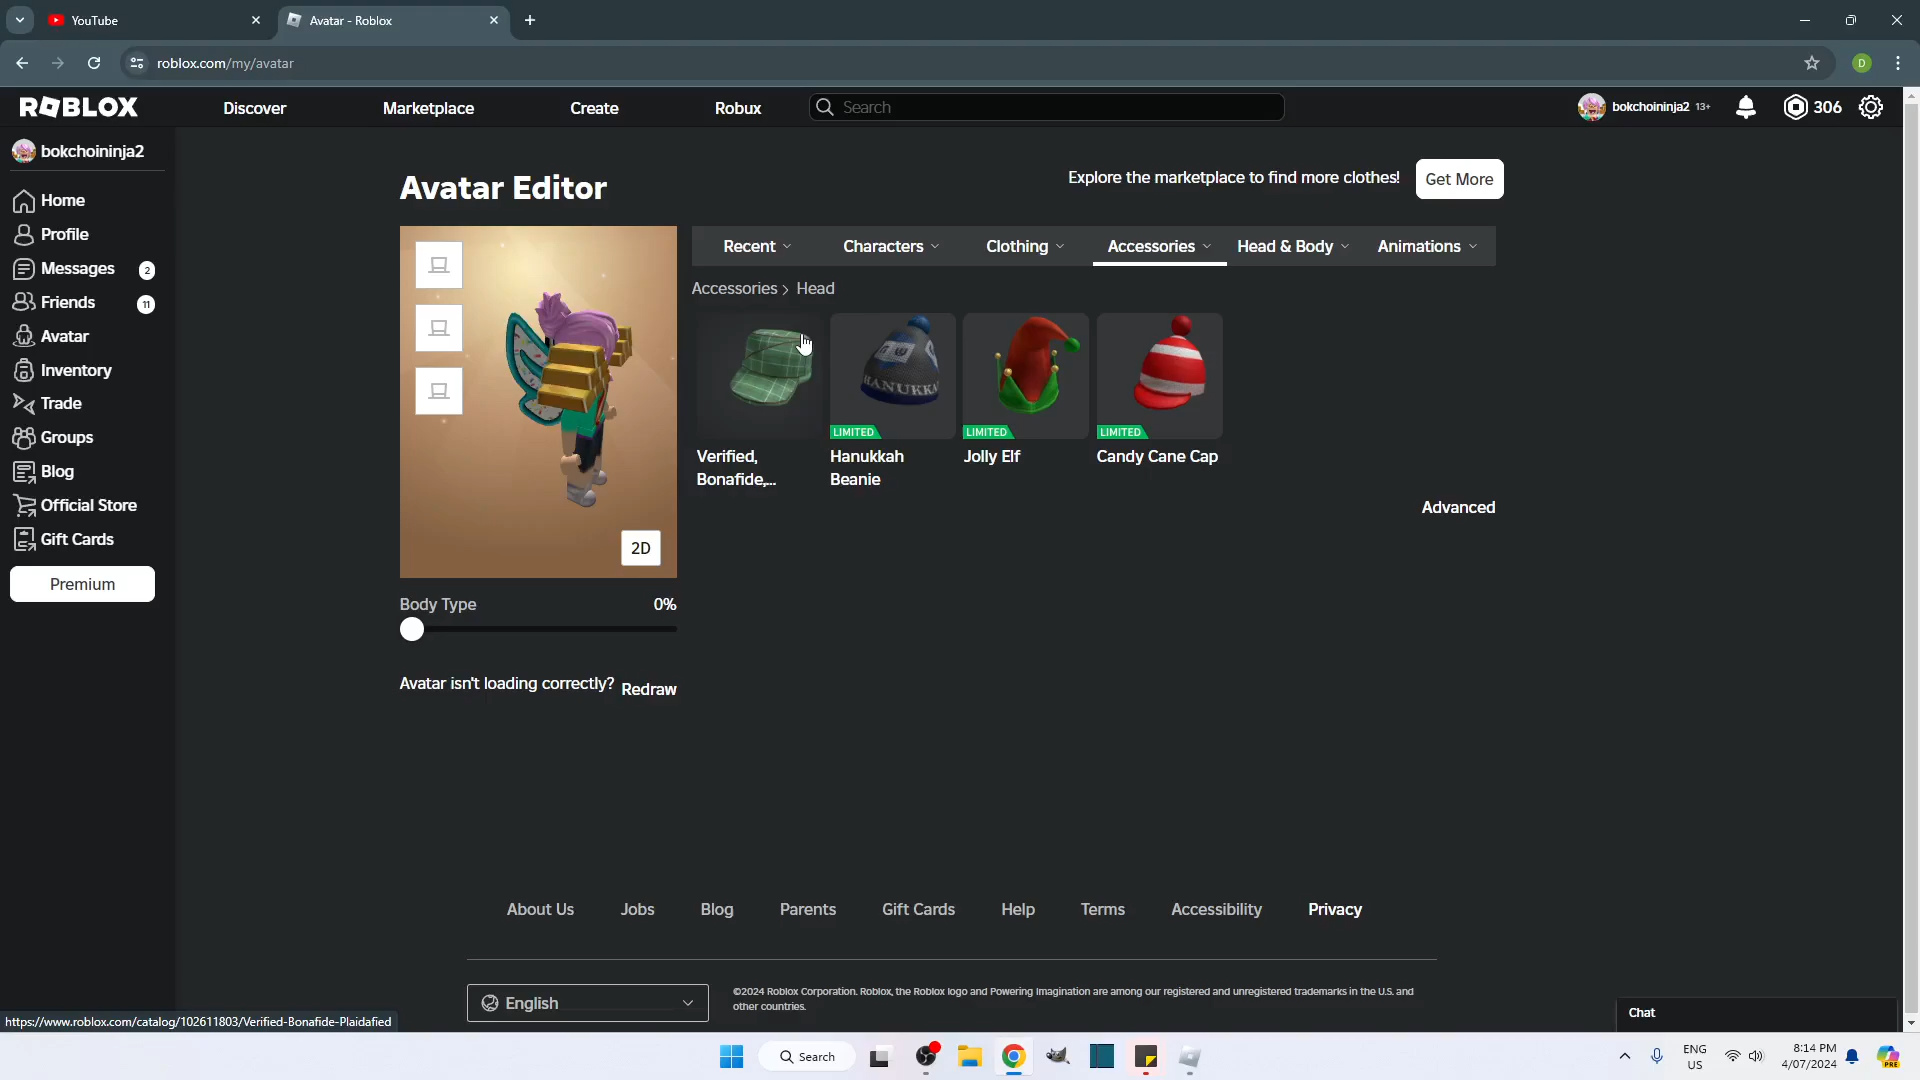 YouTube
Avatar - Roblox
roblox.com/my/avatar
D
ROBLOX
Discover
Marketplace
Create
Robux
Search
bokchoininja2 13+
306
bokchoininja2
Home
Profile
Messages 2
Friends 11
Avatar
Inventory
Trade
Groups
Blog
Official Store
Gift Cards
Premium
Avatar Editor
Explore the marketplace to find more clothes!
Get More
Recent
Characters
Clothing
Accessories
Head & Body
Animations
Accessories > Head
HANUKKA
LIMITED
LIMITED
LIMITED
Verified,
Bonafide,...
Hanukkah
Beanie
Jolly Elf
Candy Cane Cap
Advanced
2D
Body Type 0%
Avatar isn't loading correctly? Redraw
About Us
Jobs
Blog
Parents
Gift Cards
Help
Terms
Accessibility
Privacy
English
©2024 Roblox Corporation. Roblox, the Roblox logo and Powering Imagination are among our registered and unregistered trademarks in the U.S. and
other countries.
Chat
https://www.roblox.com/catalog/102611803/Verified-Bonafide-Plaidafied
Search
ENG
US
8:14 PM
4/07/2024
PRE